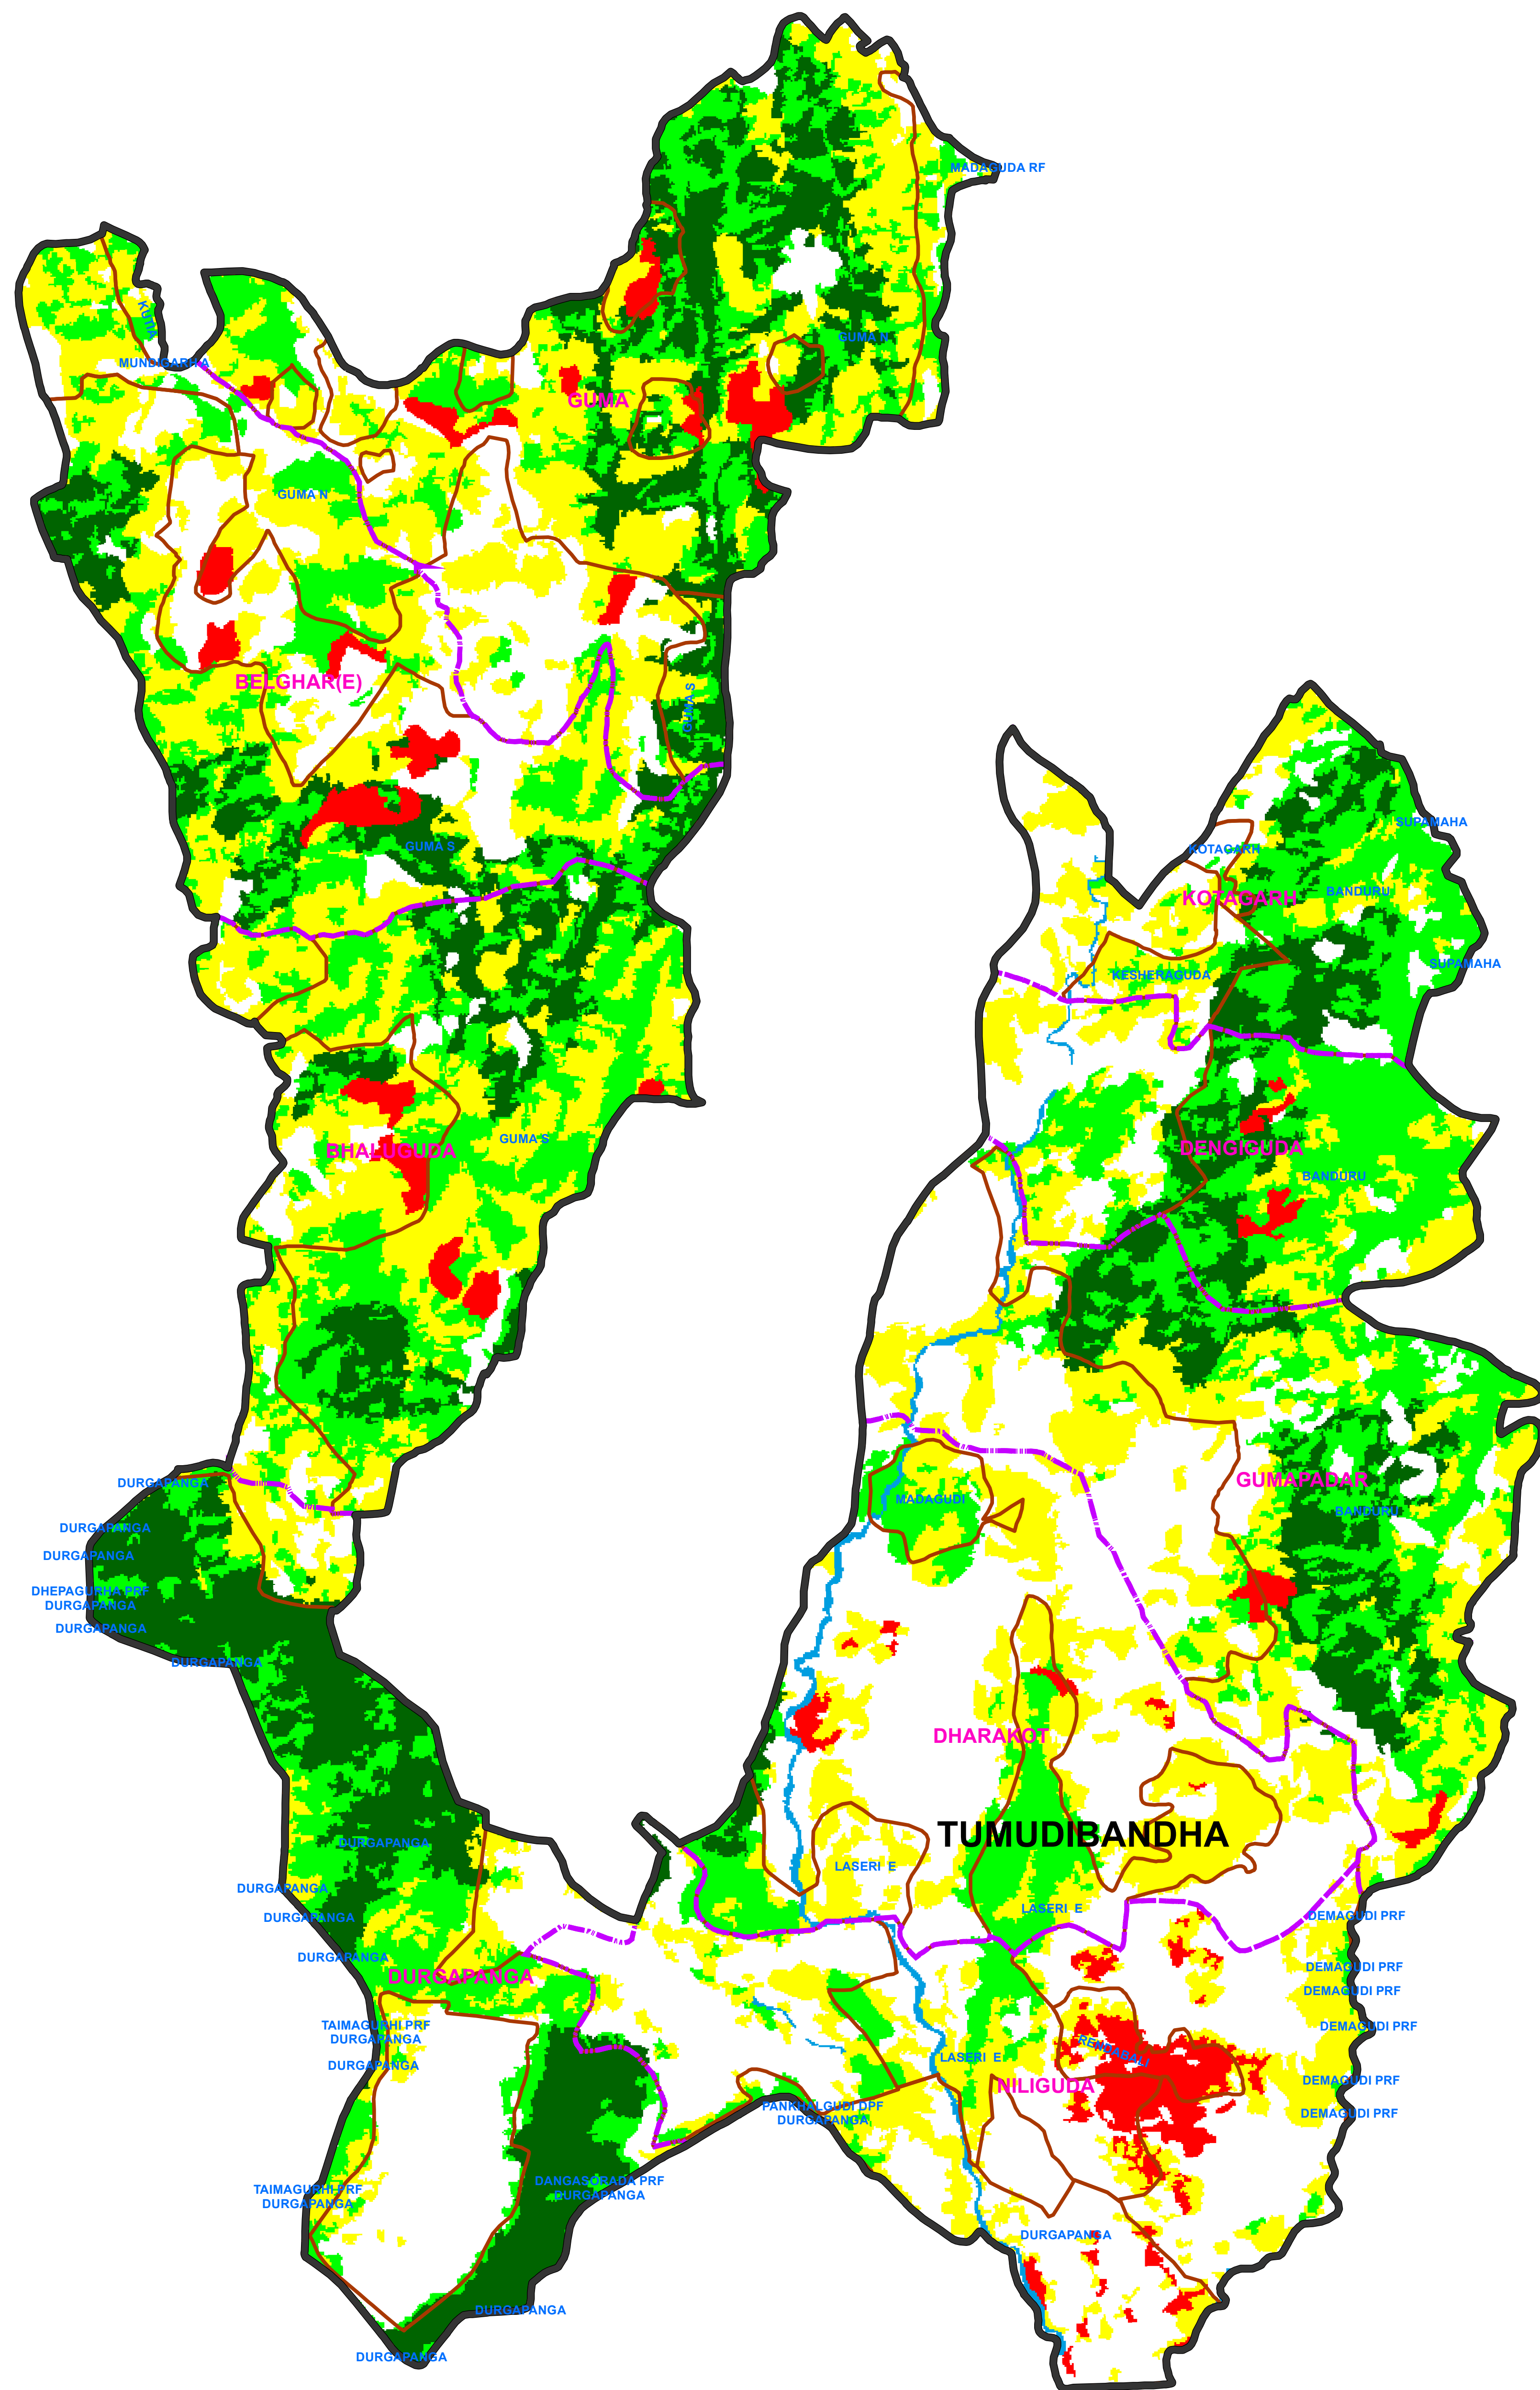 MADAGUDA RF
KUTIA
GUMA N
MUNDIGARH A
GUMA
GUMA N
BELGHAR(E)
GUMA S
SUPAMAHA
GUMA S
KOTAGARH
BANDURU
KOTAGARH
SUPAMAHA
KESHERAGUDA
GUMA S
BHALUGUDA
DENGIGUDA
BANDURU
GUMAPADAR
DURGAPANGA
MADAGUDI
BANDURU
DURGAPANGA
DURGAPANGA
DHEPAGURHA PRF
DURGAPANGA
DURGAPANGA
DURGAPANGA
DHARAKOT
TUMUDIBANDHA
DURGAPANGA
LASERI E
DURGAPANGA
LASERI E
DEMAGUDI PRF
DURGAPANGA
DURGAPANGA
DEMAGUDI PRF
DURGAPANGA
DEMAGUDI PRF
TAIMAGURHI PRF
DURGAPANGA
DEMAGUDI PRF
RENDABALI
LASERI E
DURGAPANGA
DEMAGUDI PRF
NILIGUDA
PANKHALGUDI DPF
DURGAPANGA
DEMAGUDI PRF
DANGASOBADA PRF
DURGAPANGA
TAIMAGURHI PRF
DURGAPANGA
DURGAPANGA
DURGAPANGA
DURGAPANGA